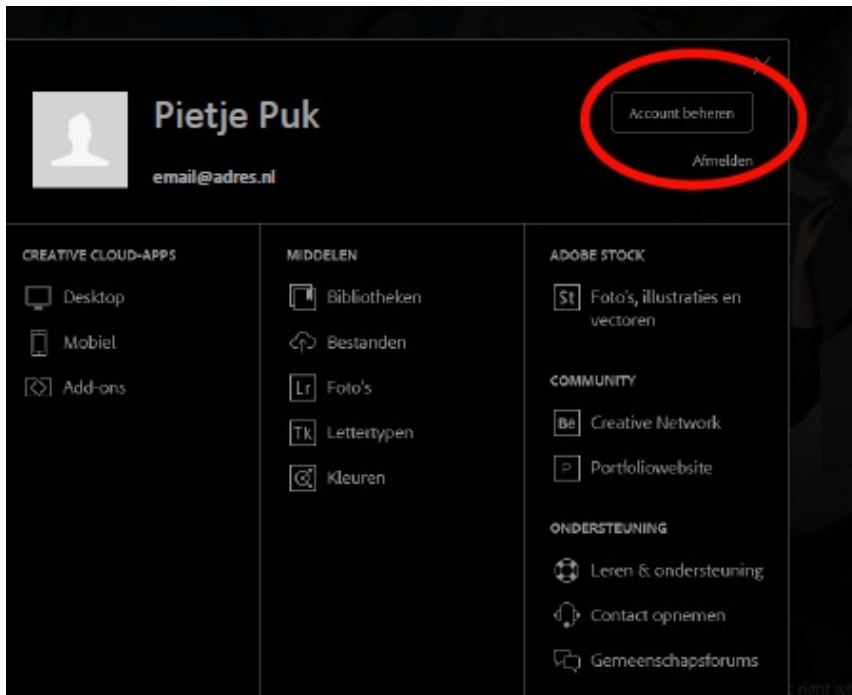 Pietje Puk
email@adres.nl
Account beheren
Afmelden
CREATIVE CLOUD-APPS
Desktop
Mobiel
Add-ons
MIDDELEN
Bibliotheken
Bestanden
Lr Foto's
Tk Lettertypen
Kleuren
ADOBE STOCK
St Foto's, illustraties en
vectoren
COMMUNITY
Be Creative Network
P Portfoliowebsite
ONDERSTEUNING
Leren & ondersteuning
Contact opnemen
Gemeenschapsforums